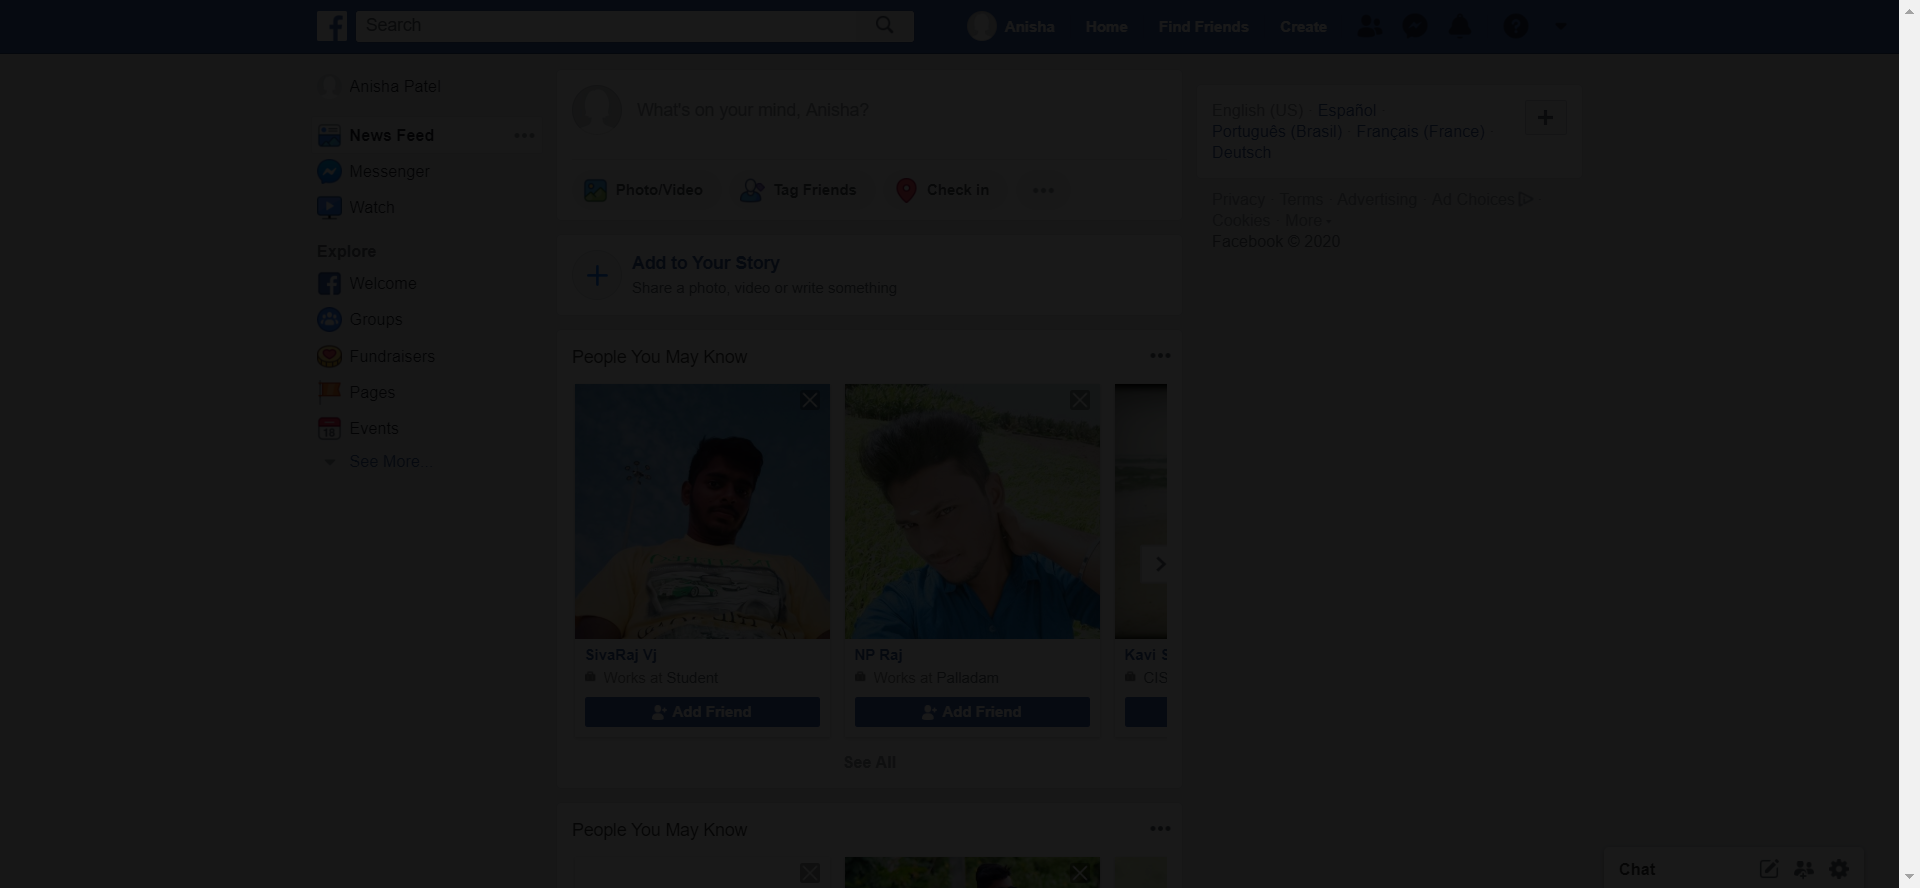 Search
Anisha Home Find Friends Create
Anisha Patel
News Feed
Messenger
Watch
Explore
Welcome
Groups
Fundraisers
Pages
18 Events
See More...
What's on your mind, Anisha?
Photo/Video Tag Friends Check in
Add to Your Story
Share a photo, video or write something
People You May Know
SivaRaj Vj
Works at Student
Add Friend
NP Raj
Works at Palladam
Add Friend
Kavi S
CIS
See All
People You May Know
English (US) Español
Português (Brasil) Français (France)
Deutsch
Privacy Terms Advertising Ad Choices
Cookies More
Facebook © 2020
Chat